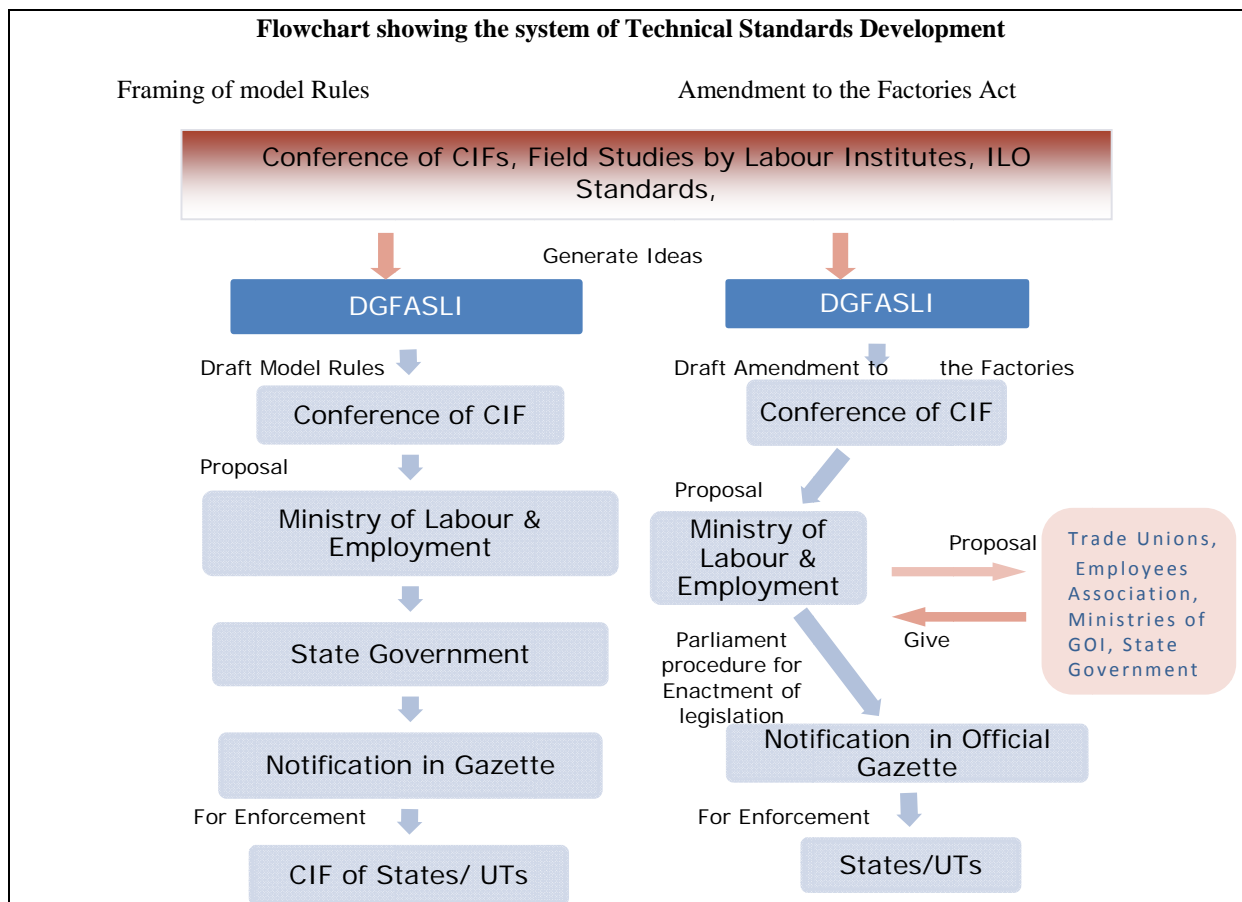 Flowchart showing the system of Technical Standards Development
Framing of model Rules
Amendment to the Factories Act
Conference of CIFs, Field Studies by Labour Institutes, ILO
Standards,
Generate Ideas
DGFASLI
Draft Model Rules
Conference of CIF
Proposal
Ministry of Labour &
Employment
State Government
Notification in Gazette
For Enforcement
CIF of States/ UTs
DGFASLI
Draft Amendment to the Factories
Conference of CIF
Proposal
Ministry of
Labour &
Employment
Proposal
Give
Trade Unions,
Employees
Association,
Ministries of
GOI, State
Government
Parliament
procedure for
Enactment of
legislation
Notification in Official
Gazette
For Enforcement
States/UTs